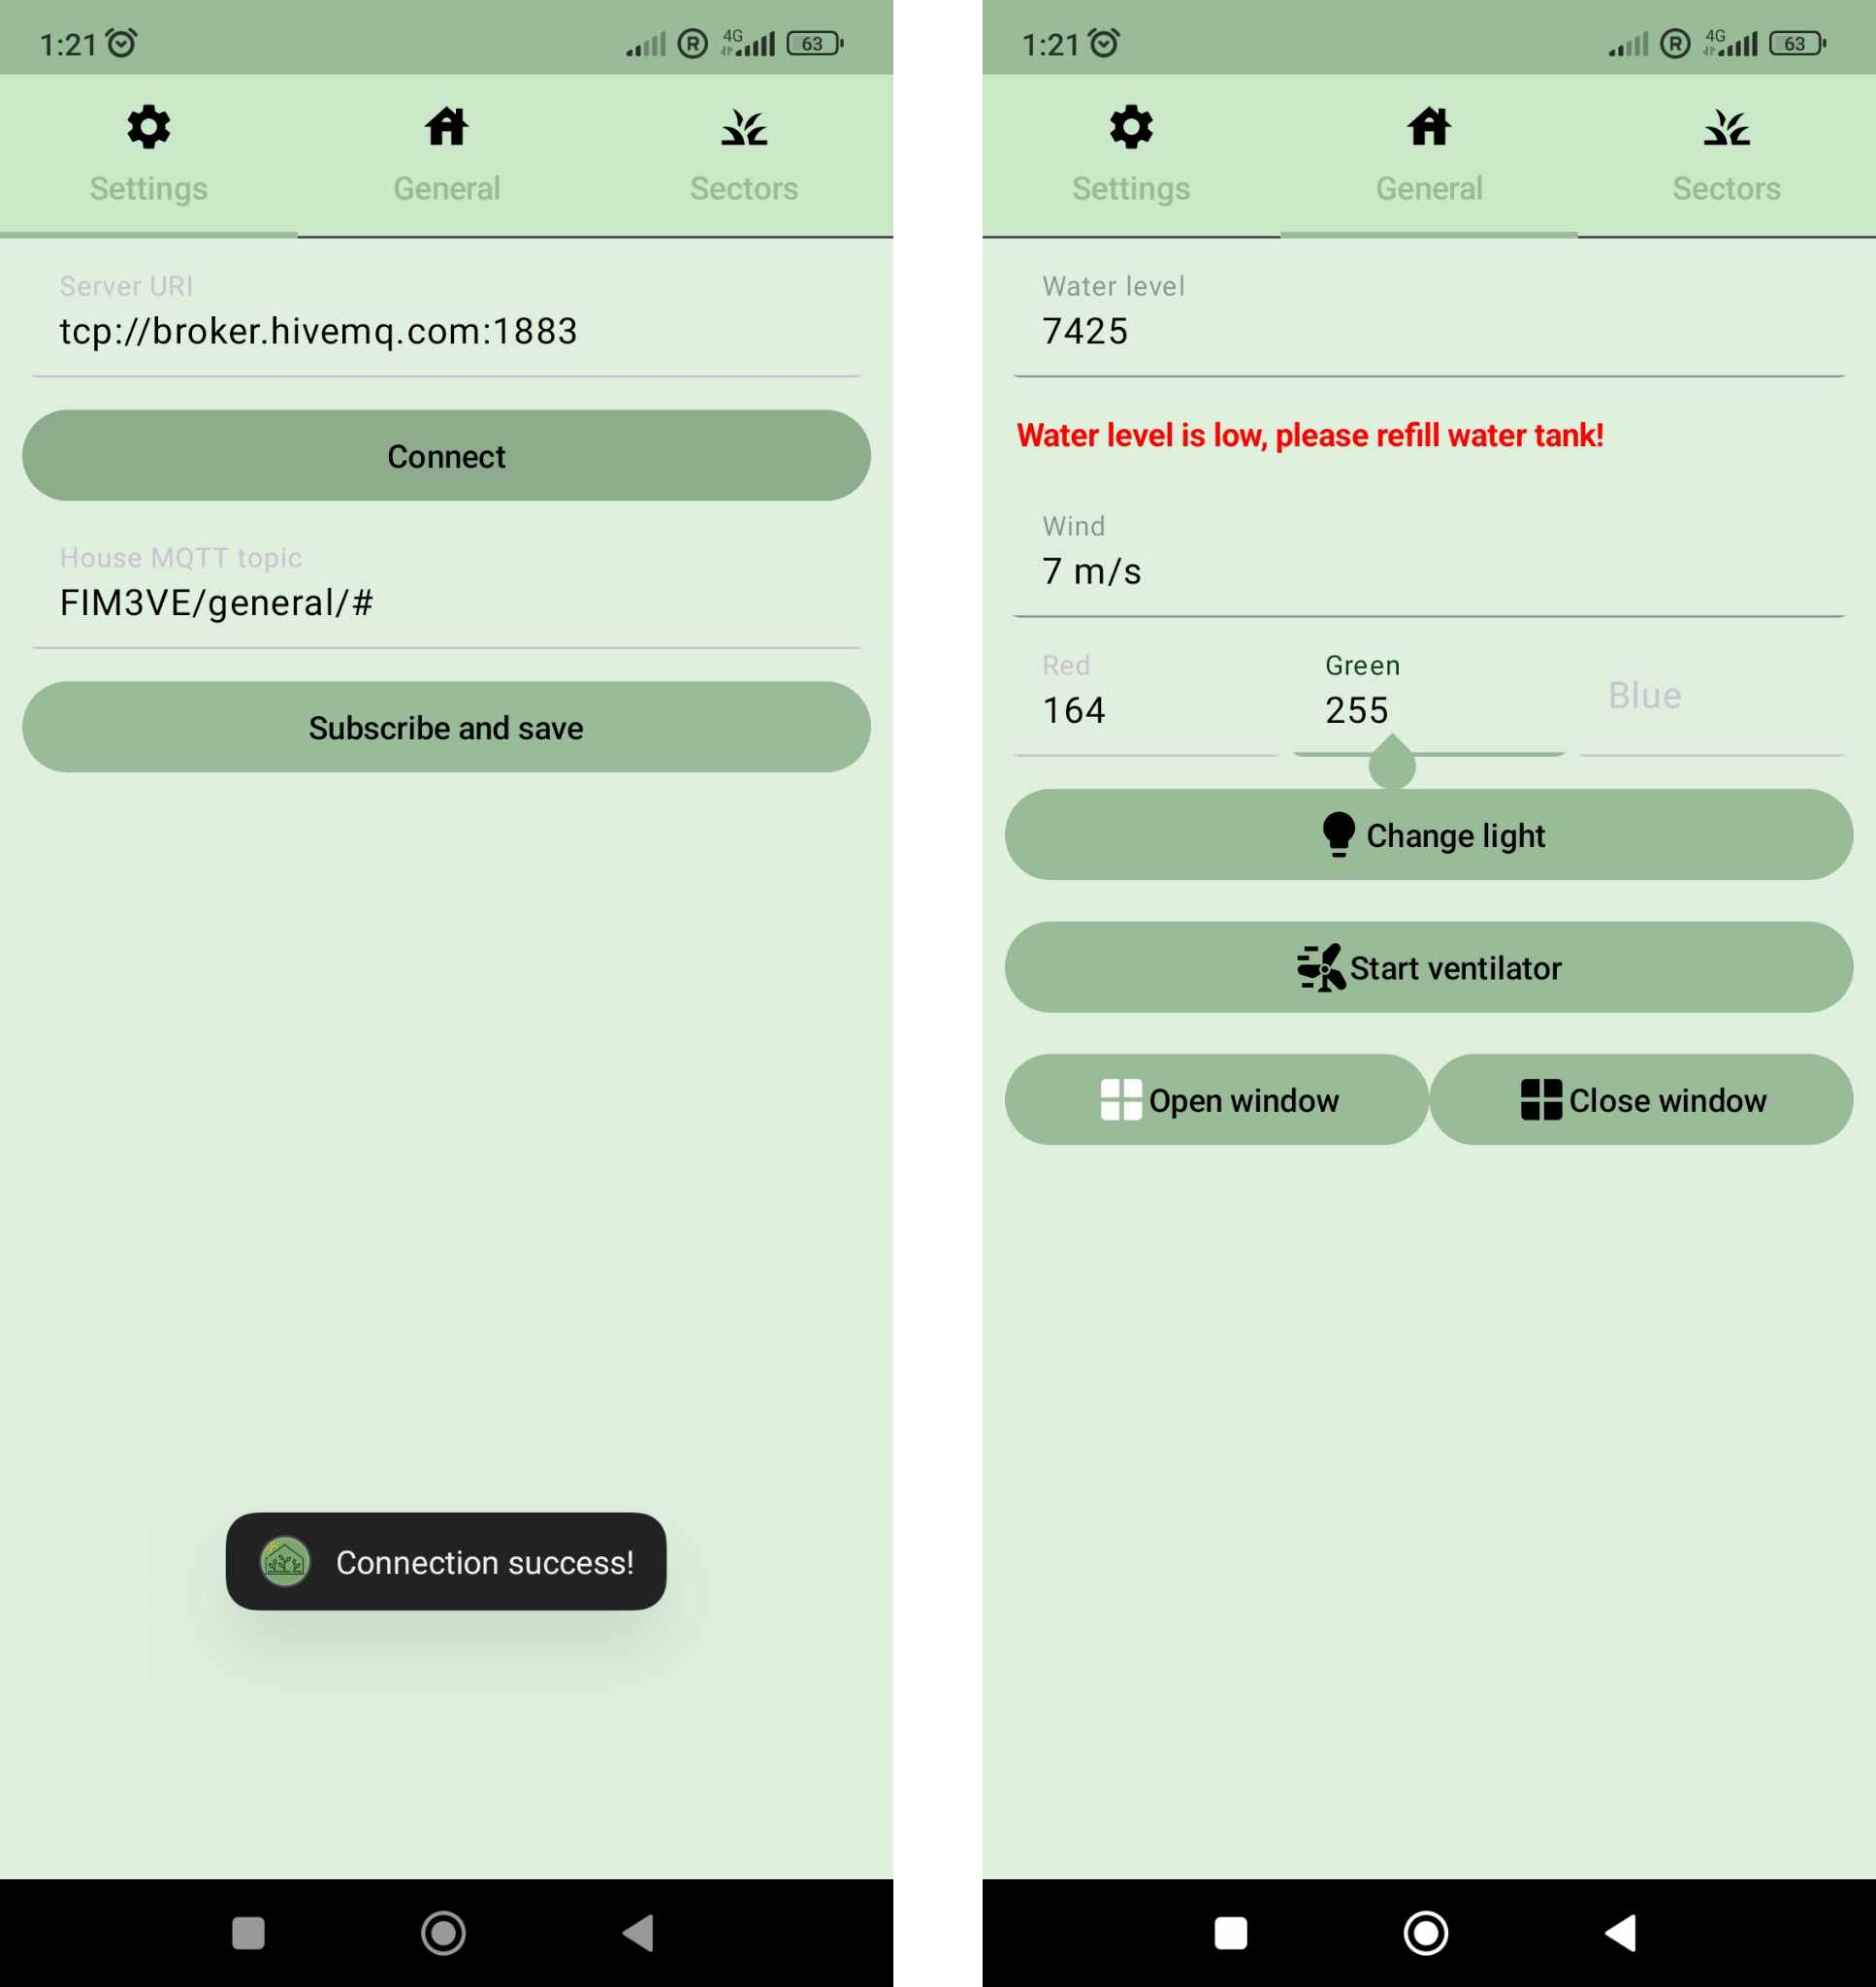 1:21
R
4G
63
Settings
General
Sectors
Server URI
tcp://broker.hivemq.com:1883
Connect
House MQTT topic
FIM3VE/general/#
Subscribe and save
Connection success!
1:21
R
4G
63
Settings
General
Sectors
Water level
7425
Water level is low, please refill water tank!
Wind
7 m/s
Red
164
Green
255
Blue
Change light
Start ventilator
Open window
Close window